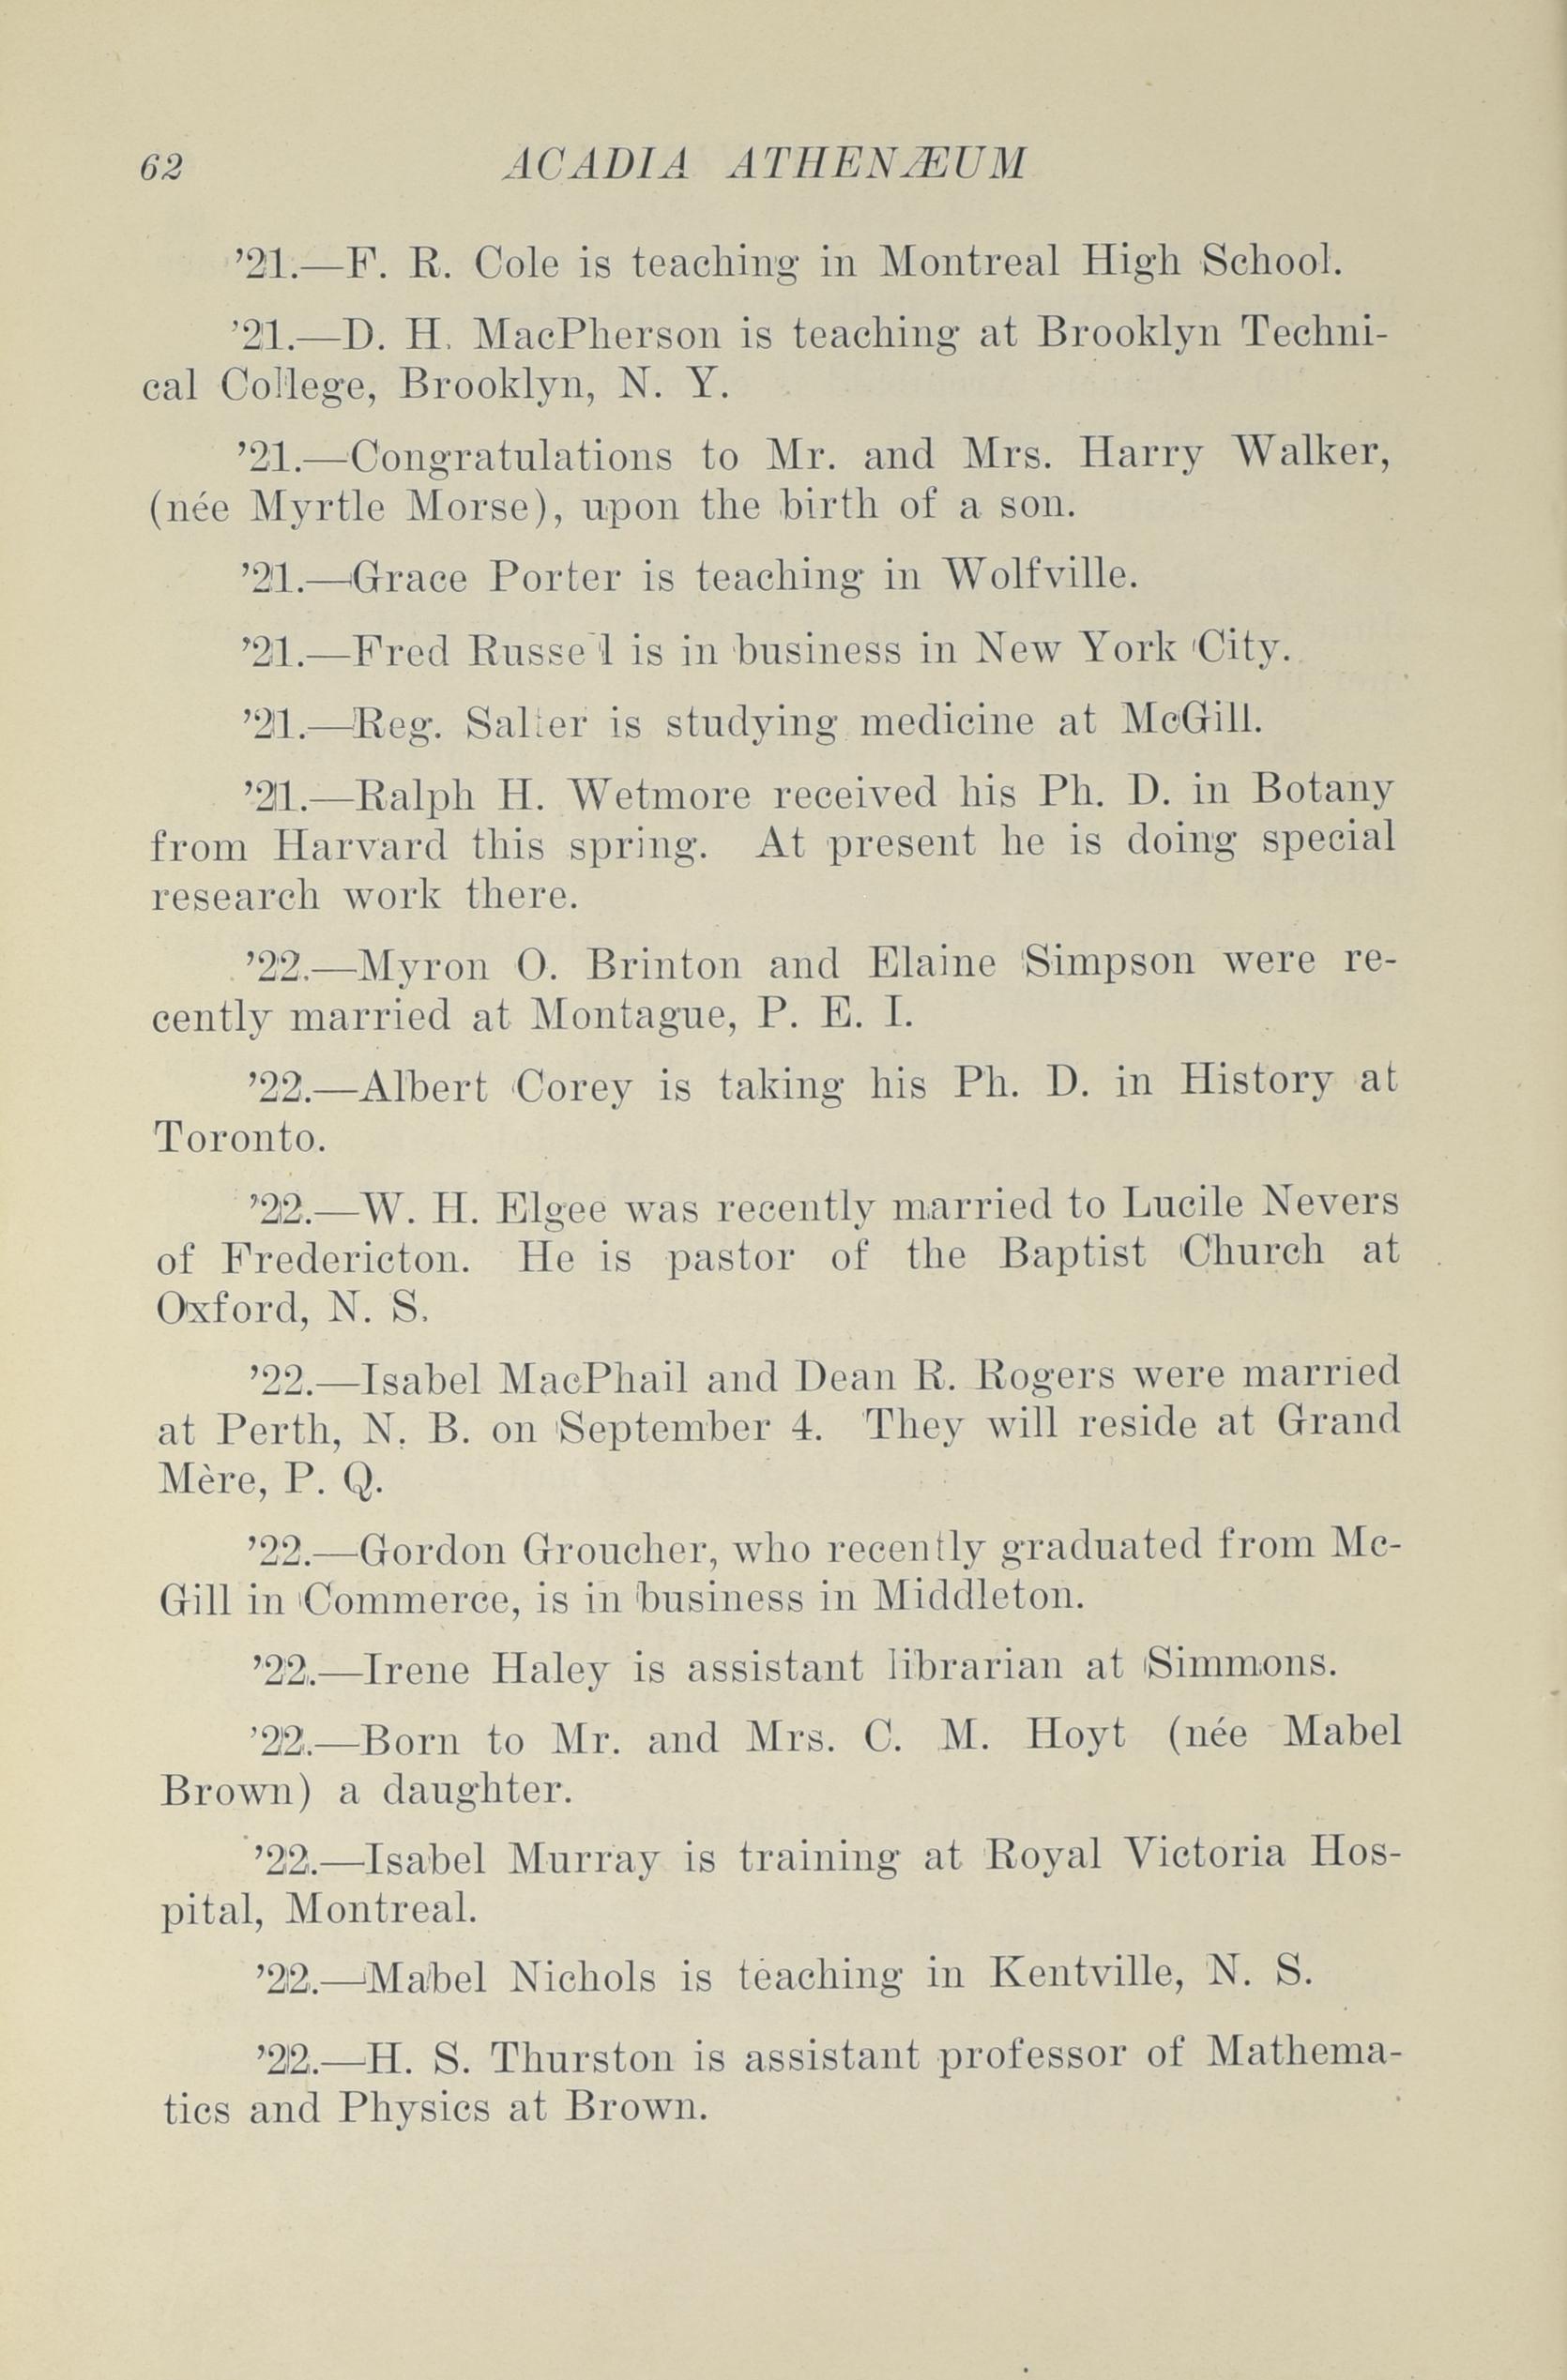 62 ACADIA ATHENÆUM
’21.—F. R. Cole is teaching in Montreal High School.
’21.—D. H. MacPherson is teaching at Brooklyn Techni-
cal College, Brooklyn, N. Y.
’21.—Congratulations to Mr. and Mrs. Harry Walker,
(née Myrtle Morse), upon the birth of a son.
’21.—Grace Porter is teaching in Wolfville.
’21.—Fred Russell is in business in New York City.
’21.—Reg. Salter is studying medicine at McGill.
’21.—Ralph H. Wetmore received his Ph. D. in Botany
from Harvard this spring. At present he is doing special
research work there.
’22.—Myron O. Brinton and Elaine Simpson were re-
cently married at Montague, P. E. I.
’22.—Albert Corey is taking his Ph. D. in History at
Toronto.
’22.—W. H. Elgee was recently married to Lucile Nevers
of Fredericton. He is pastor of the Baptist Church at
Oxford, N. S.
’22.—Isabel MacPhail and Dean R. Rogers were married
at Perth, N. B. on September 4. They will reside at Grand
Mère, P. Q.
’22.—Gordon Groucher, who recently graduated from Mc-
Gill in Commerce, is in business in Middleton.
’22.—Irene Haley is assistant librarian at Simmons.
’22.—Born to Mr. and Mrs. C. M. Hoyt (née Mabel
Brown) a daughter.
’22.—Isabel Murray is training at Royal Victoria Hos-
pital, Montreal.
’22.—Mabel Nichols is teaching in Kentville, N. S.
’22.—H. S. Thurston is assistant professor of Mathema-
tics and Physics at Brown.